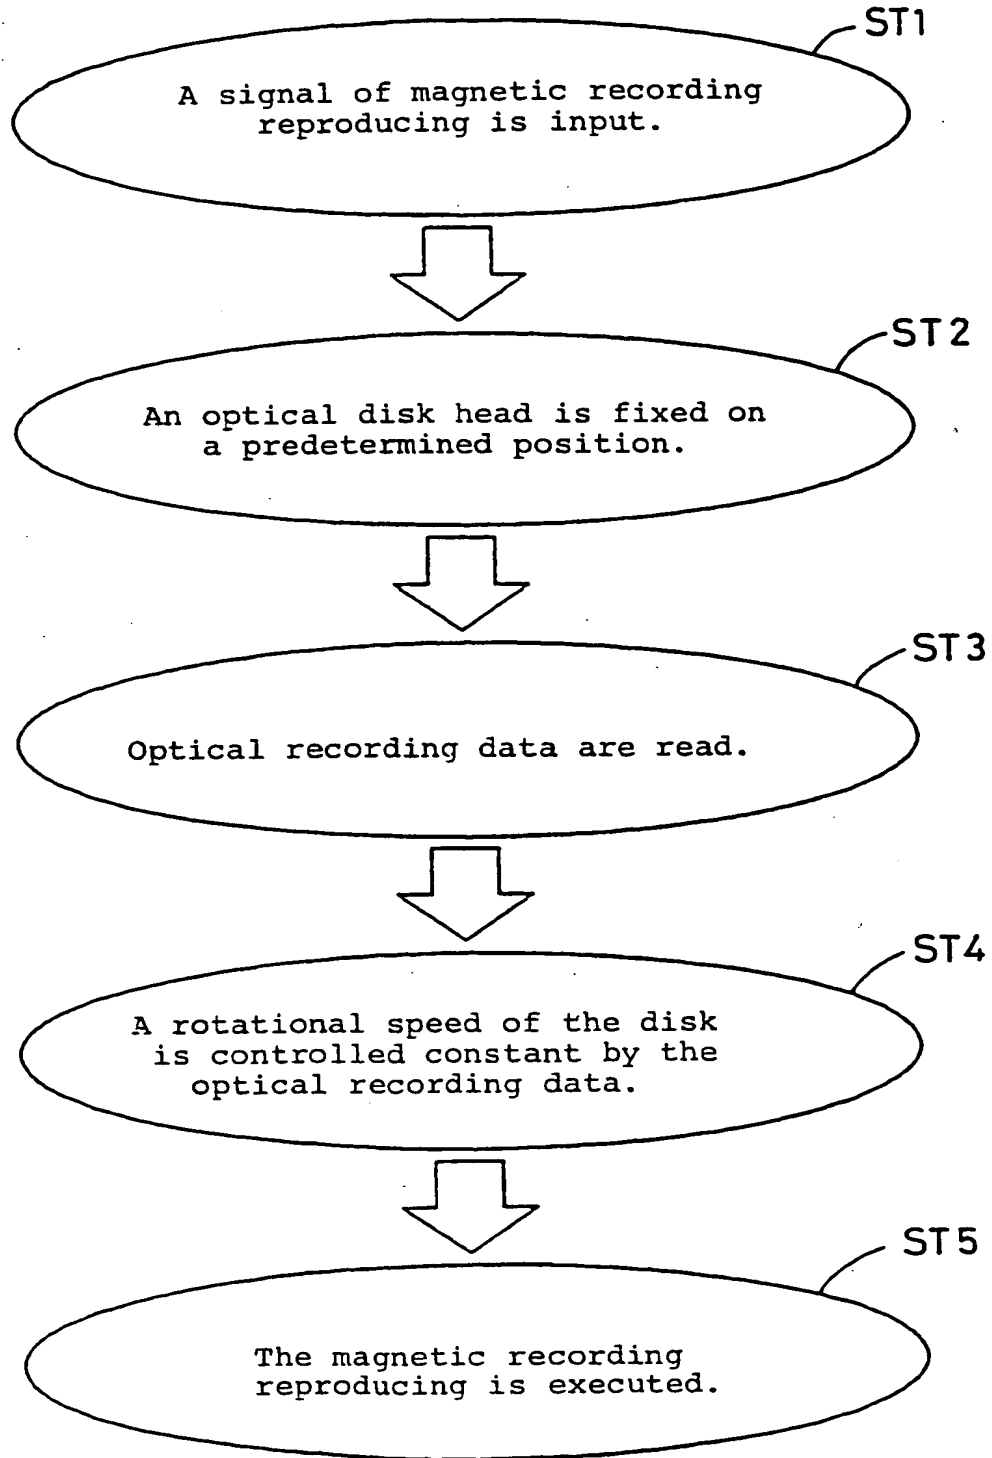 ST1
A signal of magnetic recording
reproducing is input.
ST2
An optical disk head is fixed on
a predetermined position.
ST3
Optical recording data are read.
ST4
A rotational speed of the disk
is controlled constant by the
optical recording data.
ST5
The magnetic recording
reproducing is executed.